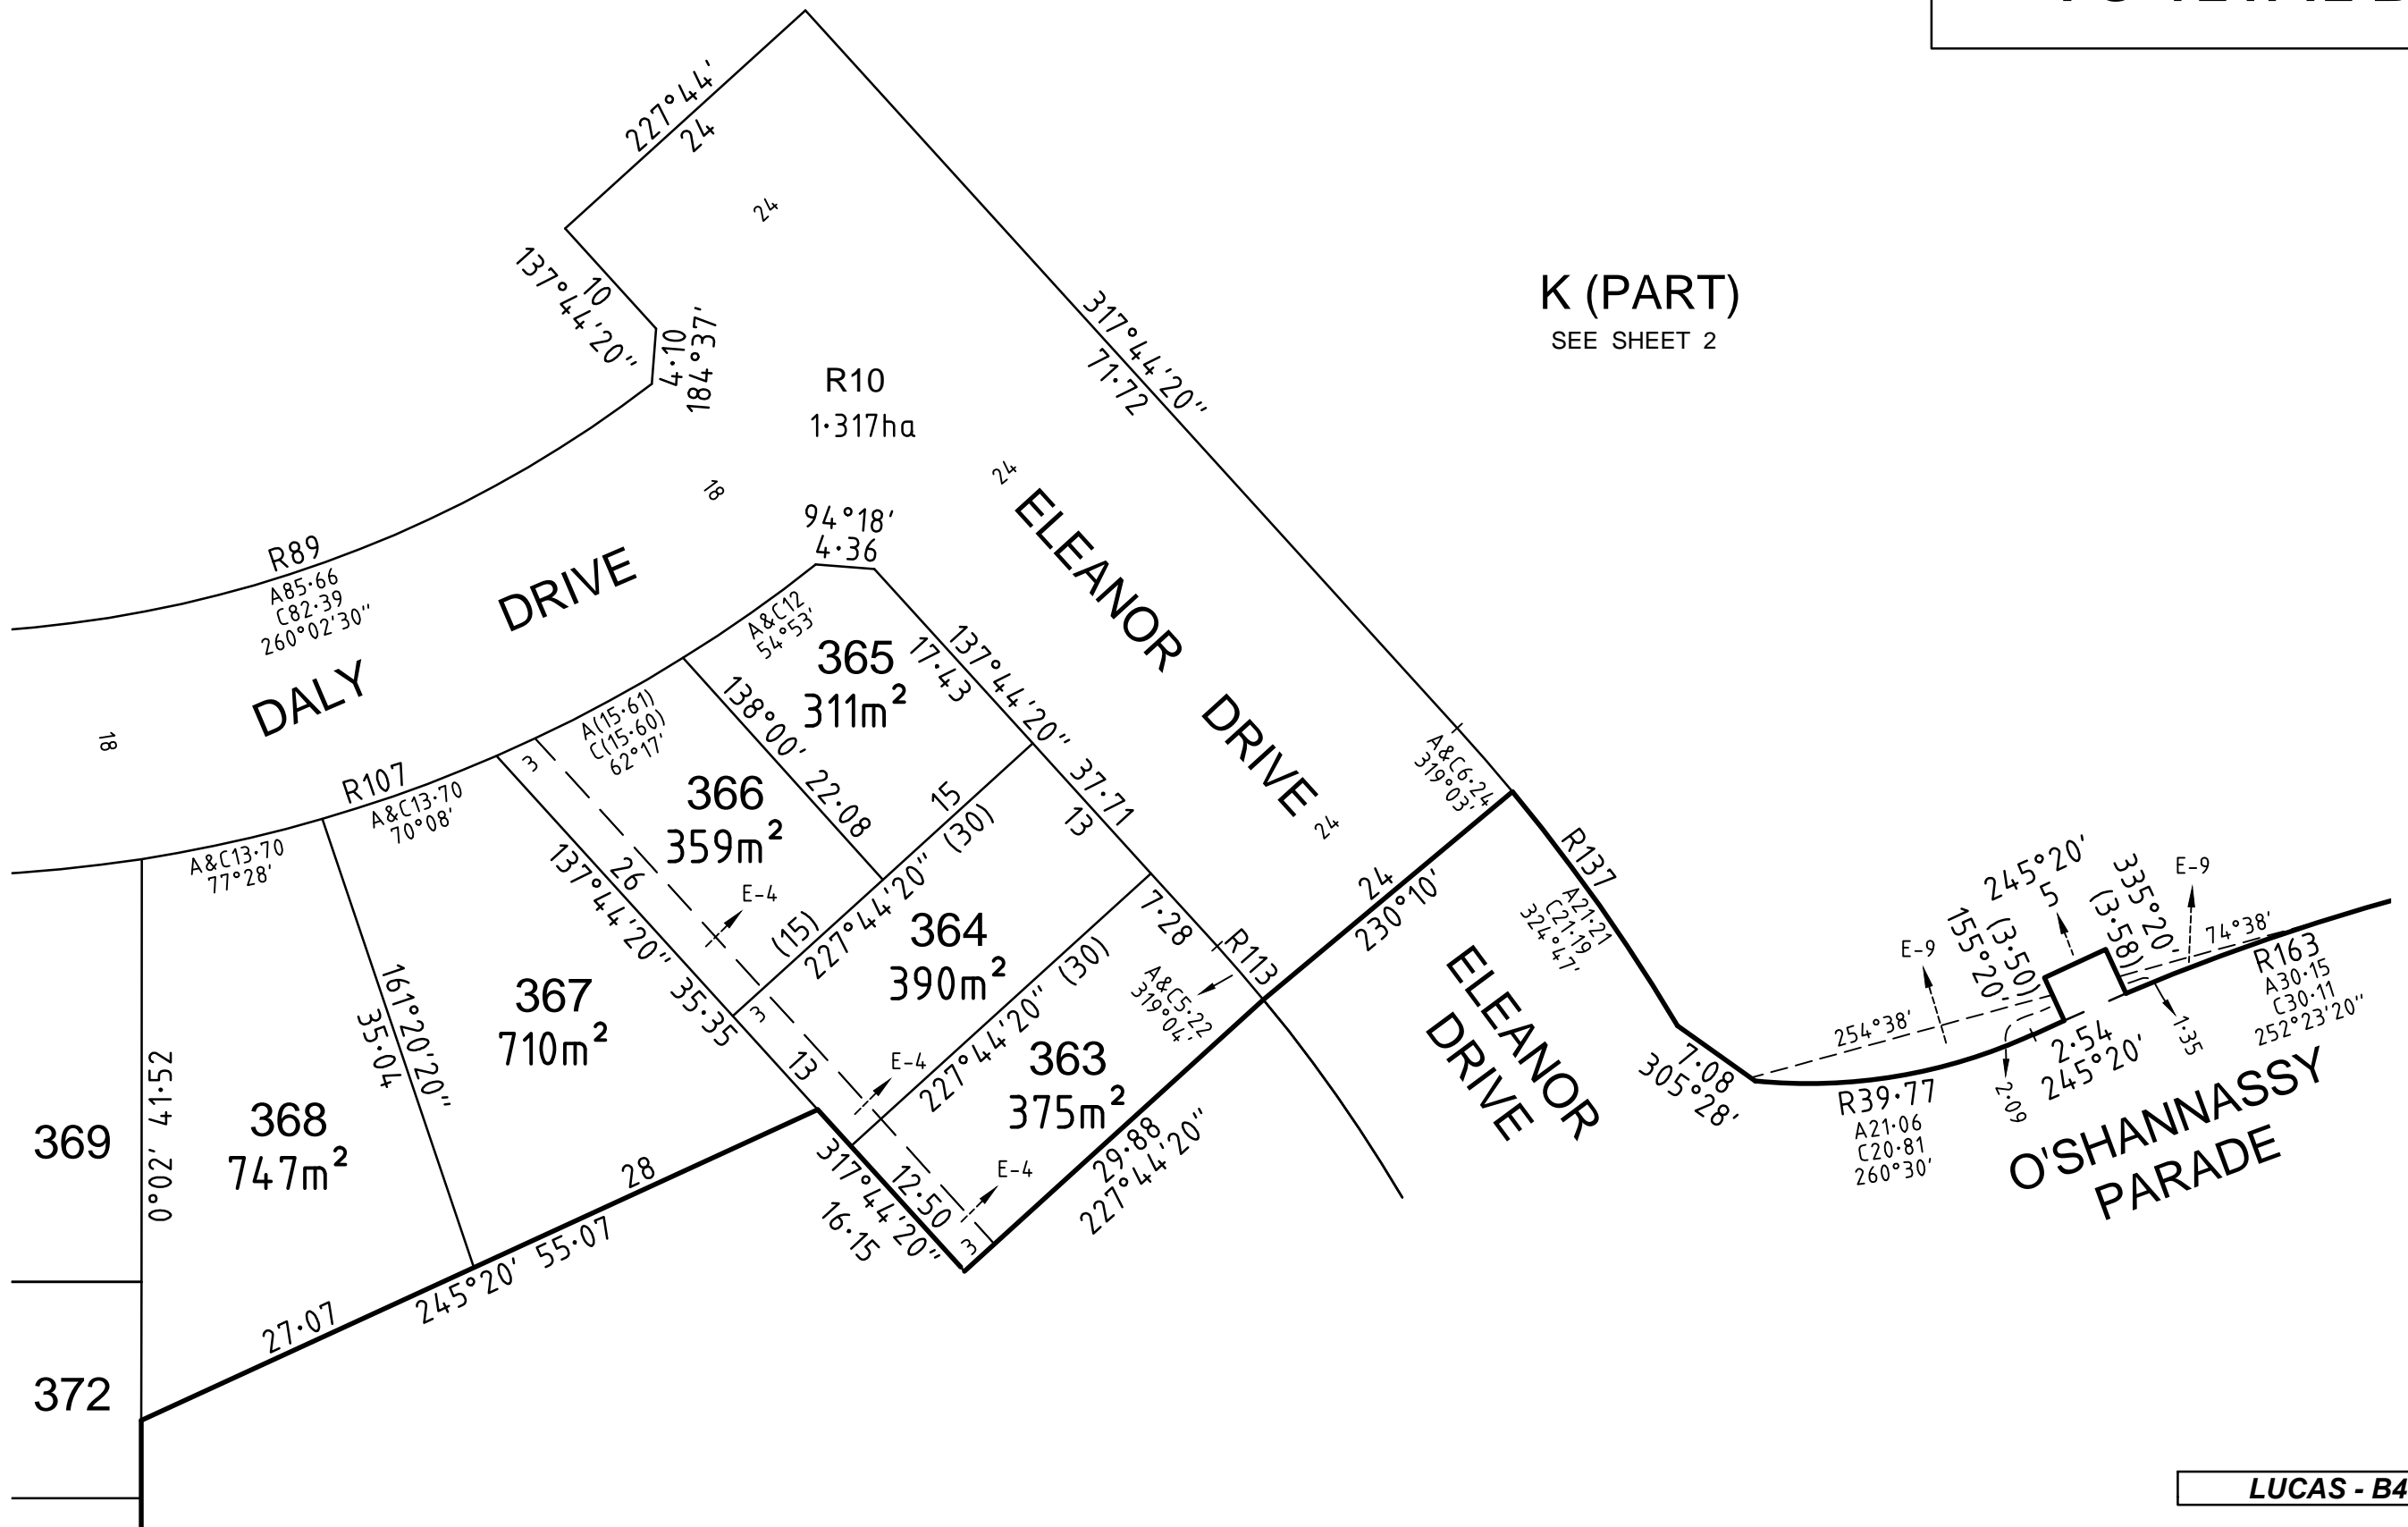 227°44'
24
24
10
137°44'20"
4·10
184°37'
317°44'20"
71·72
K (PART)
SEE SHEET 2
R10
1·317ha
18
24
ELEANOR DRIVE
24
94°18'
4·36
R89
A85·66
C82·39
260°02'30"
DALY DRIVE
18
A&C12
54°53'
365
311m²
17·43
137°44'20" 37·71
13
A(15·61)
C(15·60)
62°17'
138°00' 22·08
3
366
359m²
15
R107
A&C13·70
70°08'
A&C13·70
77°28'
26
137°44'20" 35·35
E-4
(15)
227°44'20" (30)
364
390m²
7·28
R113
A&C5·22
319°04'
A&C6·24
319°03'
24
230°10'
R137
A21·21
C21·19
324°47'
ELEANOR
DRIVE
7·08
305°28'
245°20'
5
155°20'
(3·50)
335°20'
(3·58)
E-9
E-9
74°38'
254°38'
R163
A30·15
C30·11
252°23'20"
1·35
2·54
245°20'
2·09
R39·77
A21·06
C20·81
260°30'
O'SHANNASSY
PARADE
367
710m²
161°20'20"
35·04
3
13
E-4
227°44'20" (30)
363
375m²
0°02' 41·52
369
368
747m²
28
245°20' 55·07
27·07
317°44'20"
16·15
12·50
E-4
3
29·88
227°44'20"
372
LUCAS - B4